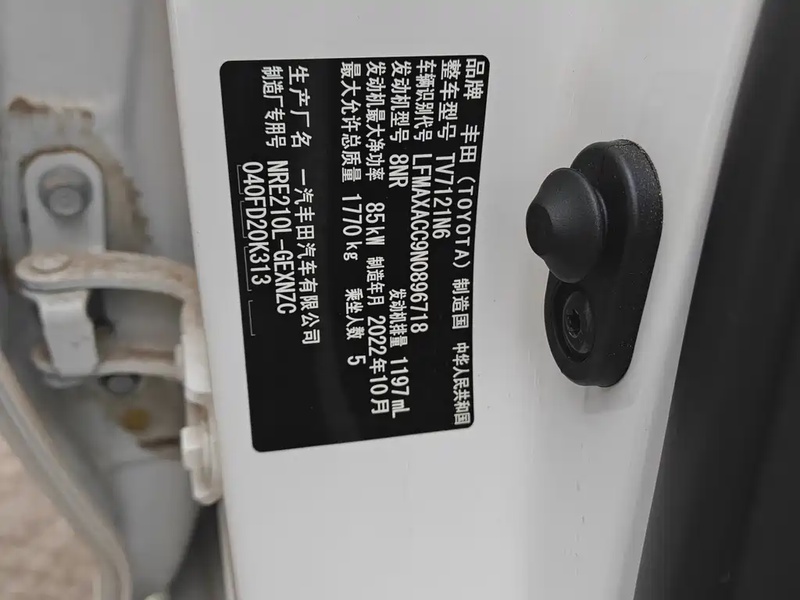 品牌 丰田(TOYOTA) 制造国 中华人民共和国
整车型号 TV7121N6
车辆识别代号 LFMAXACC9N0896718
发动机型号 8NR 发动机排量 1197 mL
发动机最大净功率 85kW 制造年月 2022年10月
最大允许总质量 1770kg 乘坐人数 5
生产厂名 一汽丰田汽车有限公司
制造厂专用号 NRE210L-GEXNZC
040FD20K313